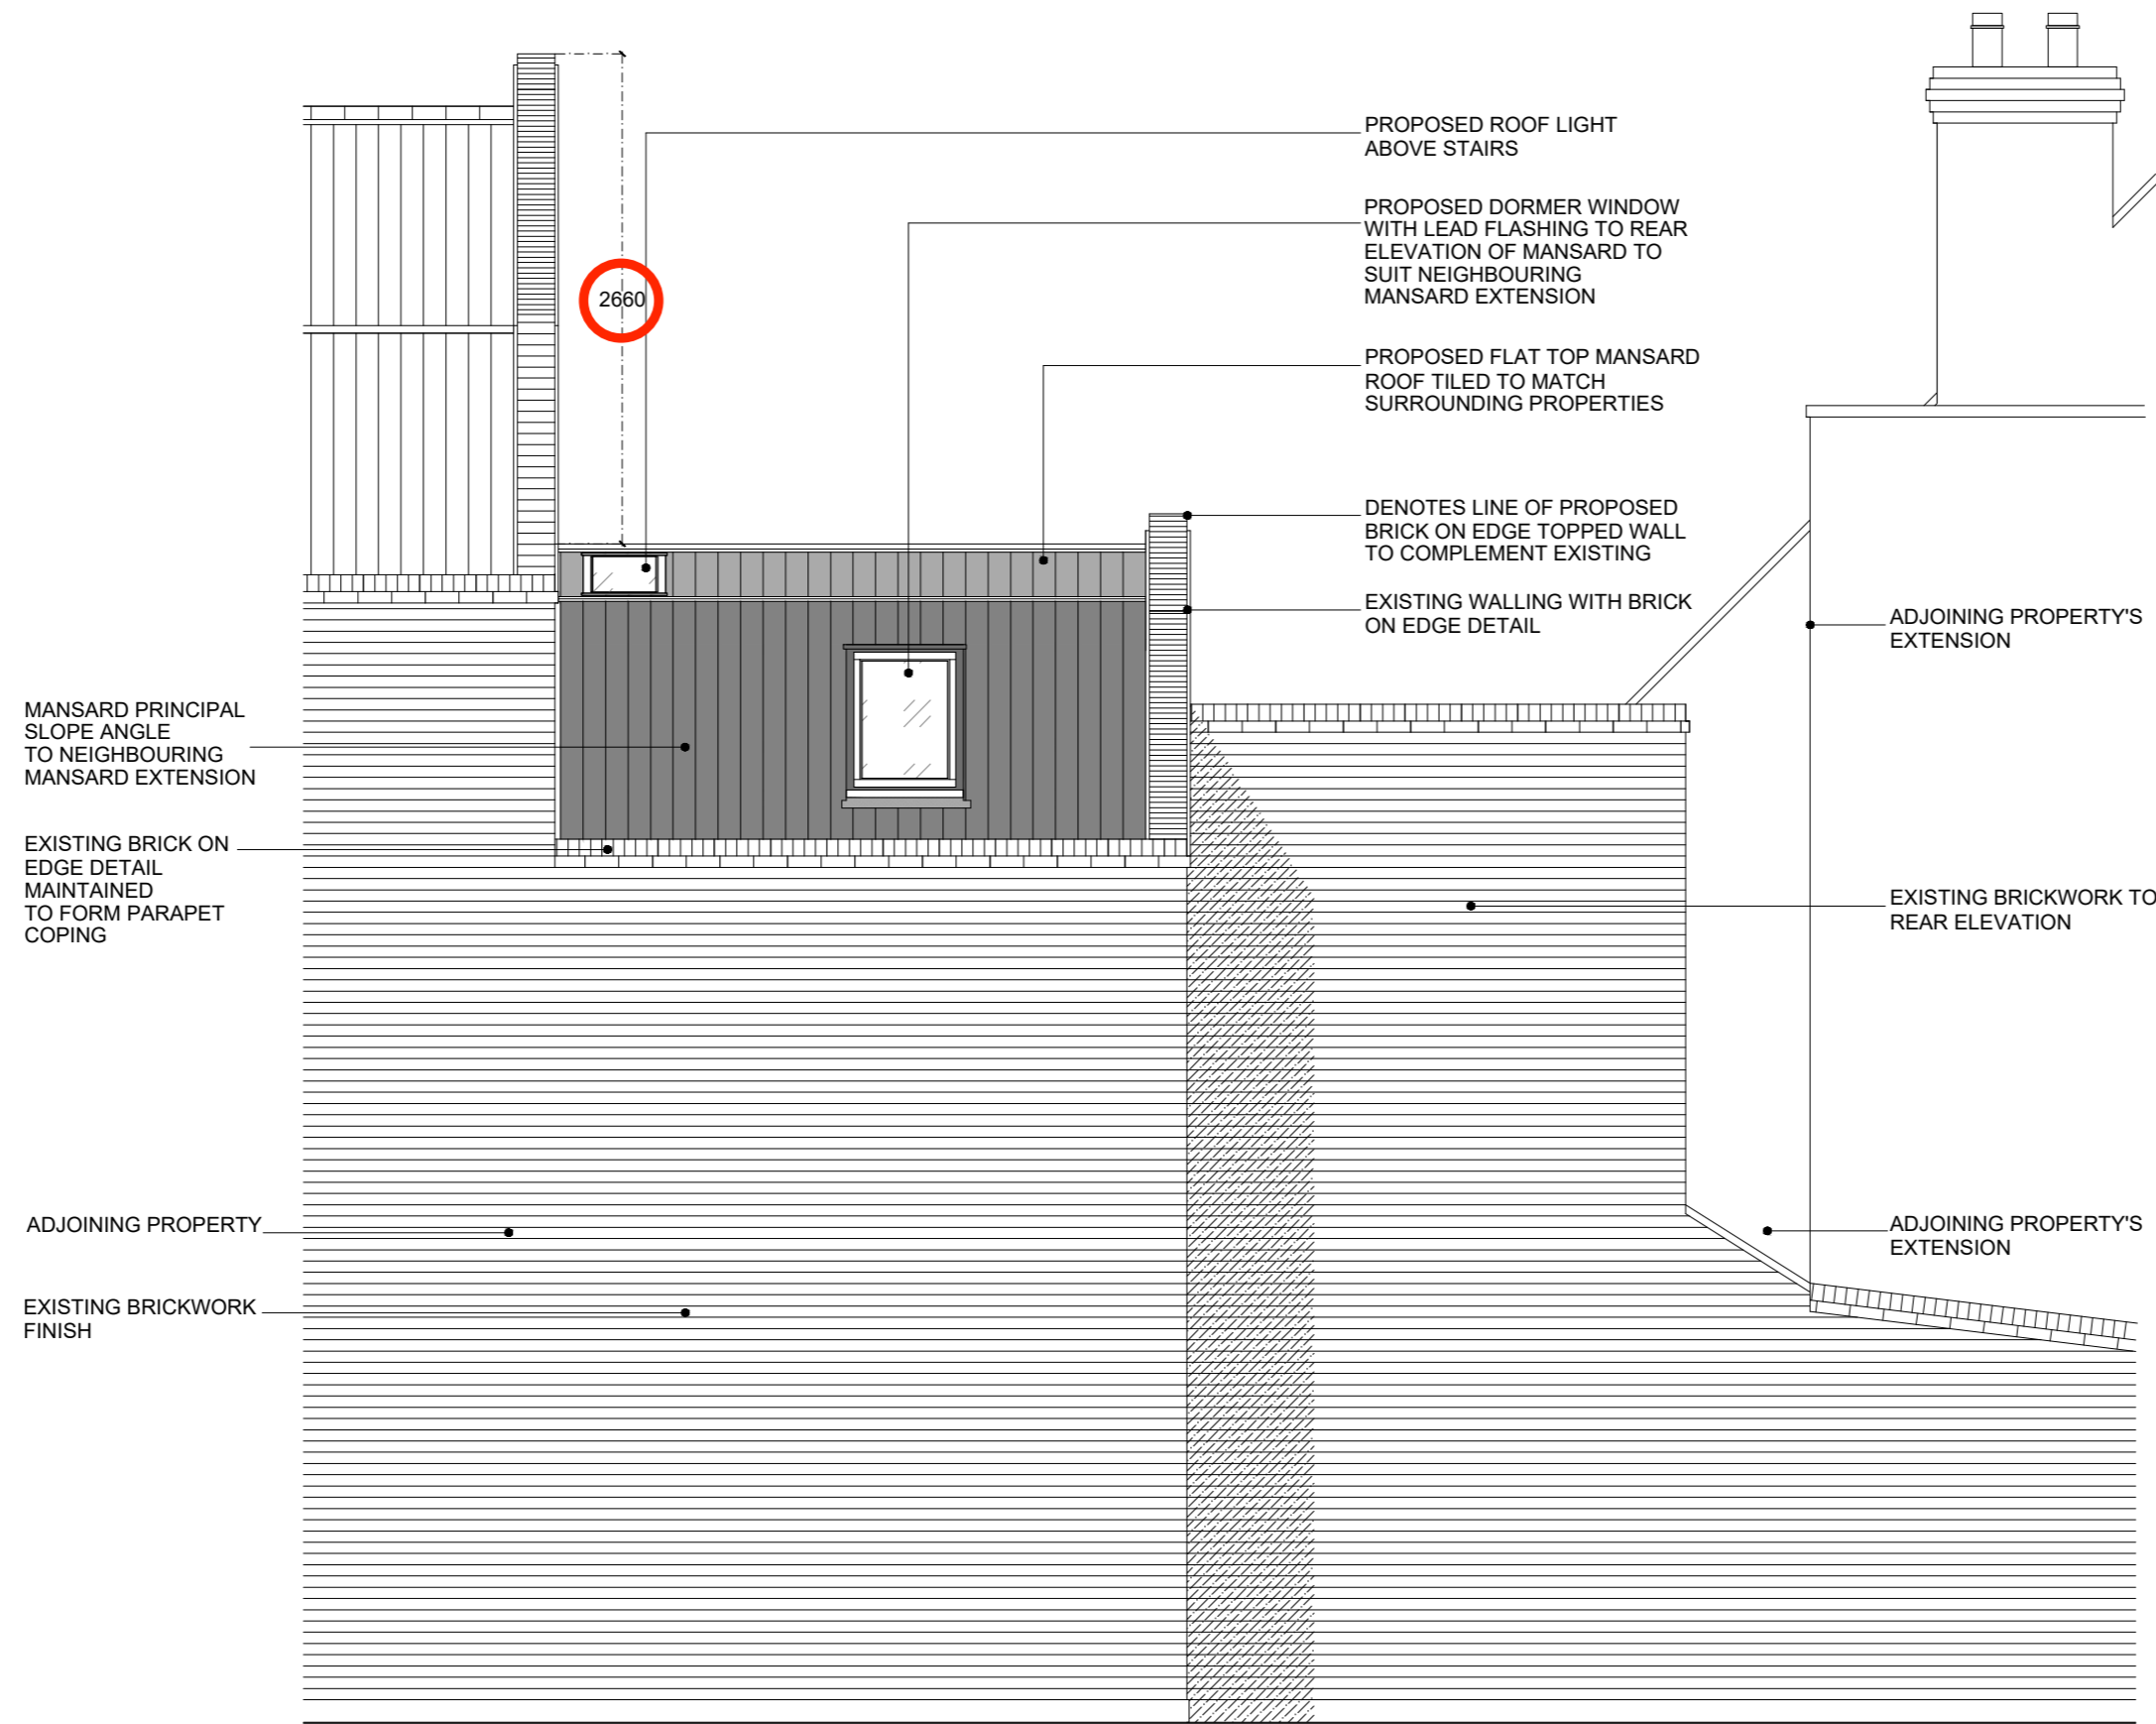 PROPOSED ROOF LIGHT
ABOVE STAIRS
PROPOSED DORMER WINDOW
WITH LEAD FLASHING TO REAR
ELEVATION OF MANSARD TO
SUIT NEIGHBOURING
MANSARD EXTENSION
2660
PROPOSED FLAT TOP MANSARD
ROOF TILED TO MATCH
SURROUNDING PROPERTIES
DENOTES LINE OF PROPOSED
BRICK ON EDGE TOPPED WALL
TO COMPLEMENT EXISTING
EXISTING WALLING WITH BRICK
ON EDGE DETAIL
ADJOINING PROPERTY'S
EXTENSION
MANSARD PRINCIPAL
SLOPE ANGLE
TO NEIGHBOURING
MANSARD EXTENSION
EXISTING BRICK ON
EDGE DETAIL
MAINTAINED
TO FORM PARAPET
COPING
EXISTING BRICKWORK TO
REAR ELEVATION
ADJOINING PROPERTY
ADJOINING PROPERTY'S
EXTENSION
EXISTING BRICKWORK
FINISH